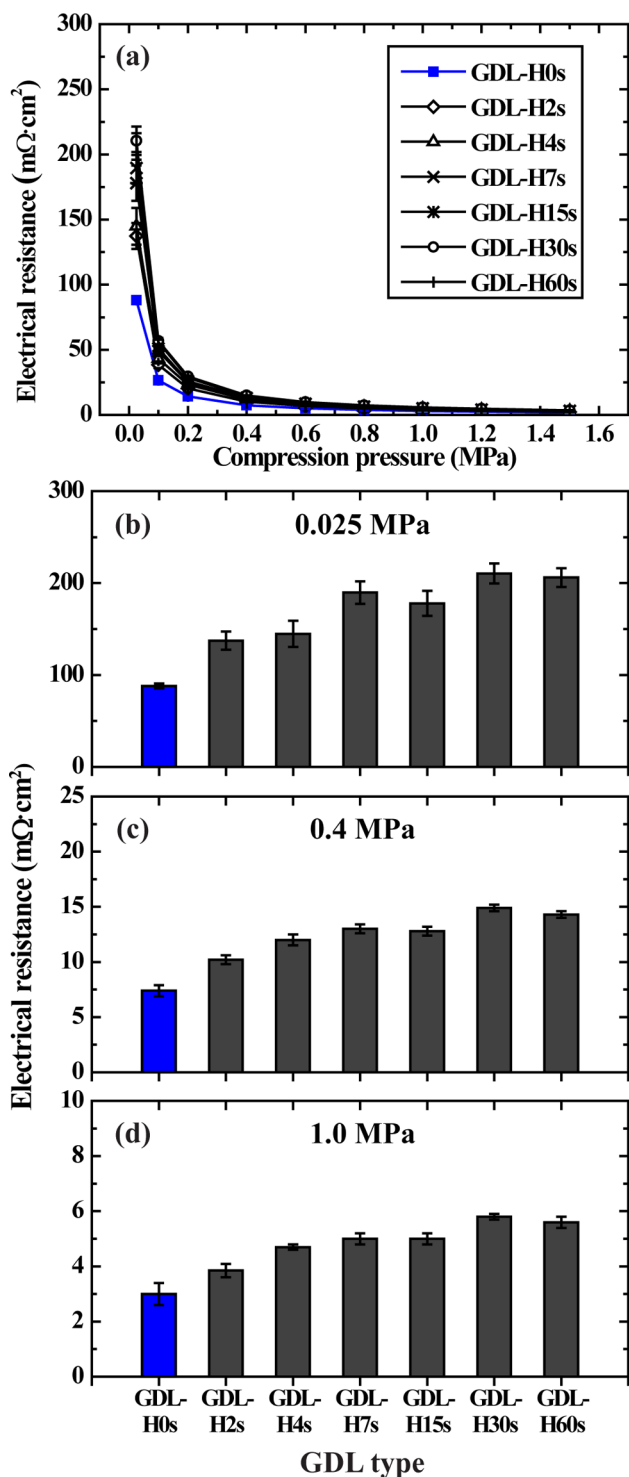 (a)
300
250
200
150
100
50
0
Electrical resistance (mΩ·cm²)
GDL-H0s
GDL-H2s
GDL-H4s
GDL-H7s
GDL-H15s
GDL-H30s
GDL-H60s
0.0 0.2 0.4 0.6 0.8 1.0 1.2 1.4 1.6
Compression pressure (MPa)
(b) 0.025 MPa
300
200
100
0
(c) 0.4 MPa
25
20
15
10
5
0
Electrical resistance (mΩ·cm²)
(d) 1.0 MPa
10
8
6
4
2
0
GDL- GDL- GDL- GDL- GDL- GDL- GDL-
H0s H2s H4s H7s H15s H30s H60s
GDL type